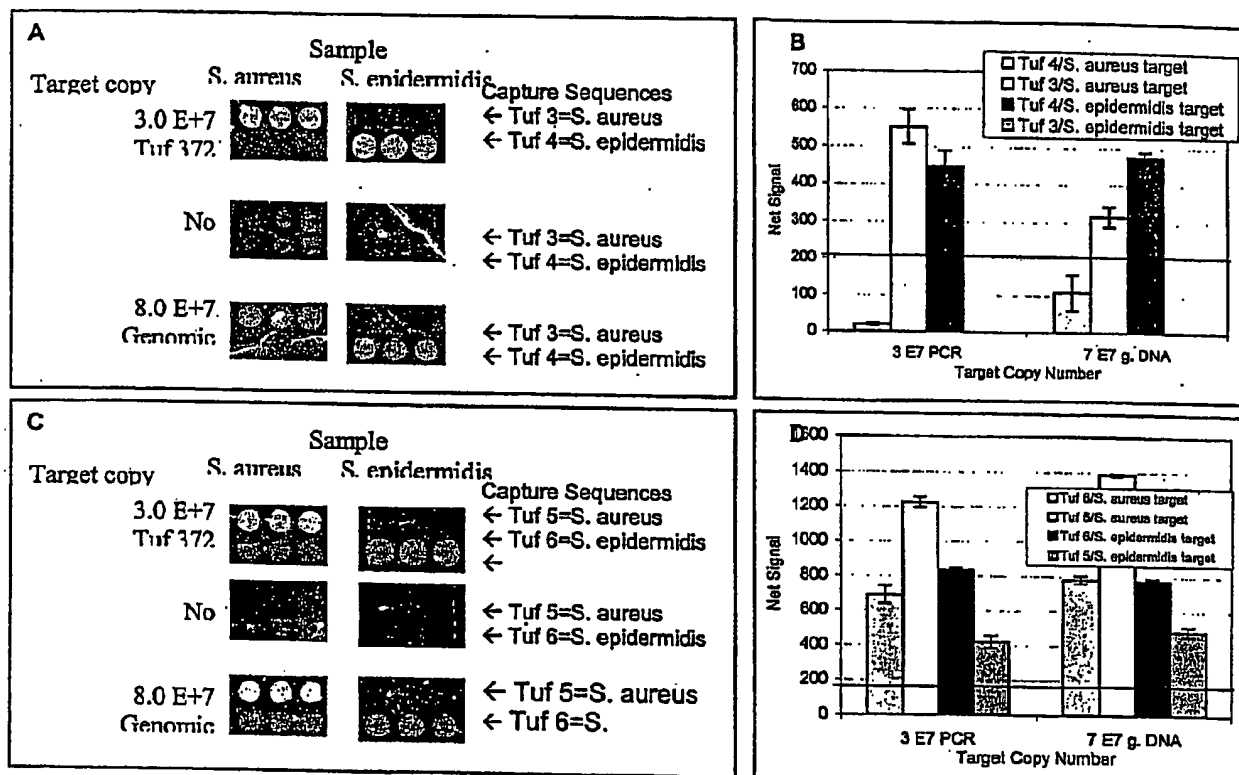 A
Sample
Target copy
S. aureus
S. epidermidis
Capture Sequences
3.0 E+7
Tuf 372
← Tuf 3=S. aureus
← Tuf 4=S. epidermidis
No
← Tuf 3=S. aureus
← Tuf 4=S. epidermidis
8.0 E+7.
Genomic
← Tuf 3=S. aureus
← Tuf 4=S. epidermidis
B
Tuf 4/S. aureus target
Tuf 3/S. aureus target
Tuf 4/S. epidermidis target
Tuf 3/S. epidermidis target
700
600
500
400
300
200
100
0
Net Signal
3 E7 PCR
7 E7 g. DNA
Target Copy Number
C
Sample
Target copy
S. aureus
S. epidermidis
Capture Sequences
3.0 E+7
Tuf 372
← Tuf 5=S. aureus
← Tuf 6=S. epidermidis
←
No
← Tuf 5=S. aureus
← Tuf 6=S. epidermidis
8.0 E+7
Genomic
← Tuf 5=S. aureus
← Tuf 6=S.
D
Tuf 6/S. aureus target
Tuf 5/S. aureus target
Tuf 6/S. epidermidis target
Tuf 5/S. epidermidis target
1600
1400
1200
1000
800
600
400
200
0
Net Signal
3 E7 PCR
7 E7 g. DNA
Target Copy Number